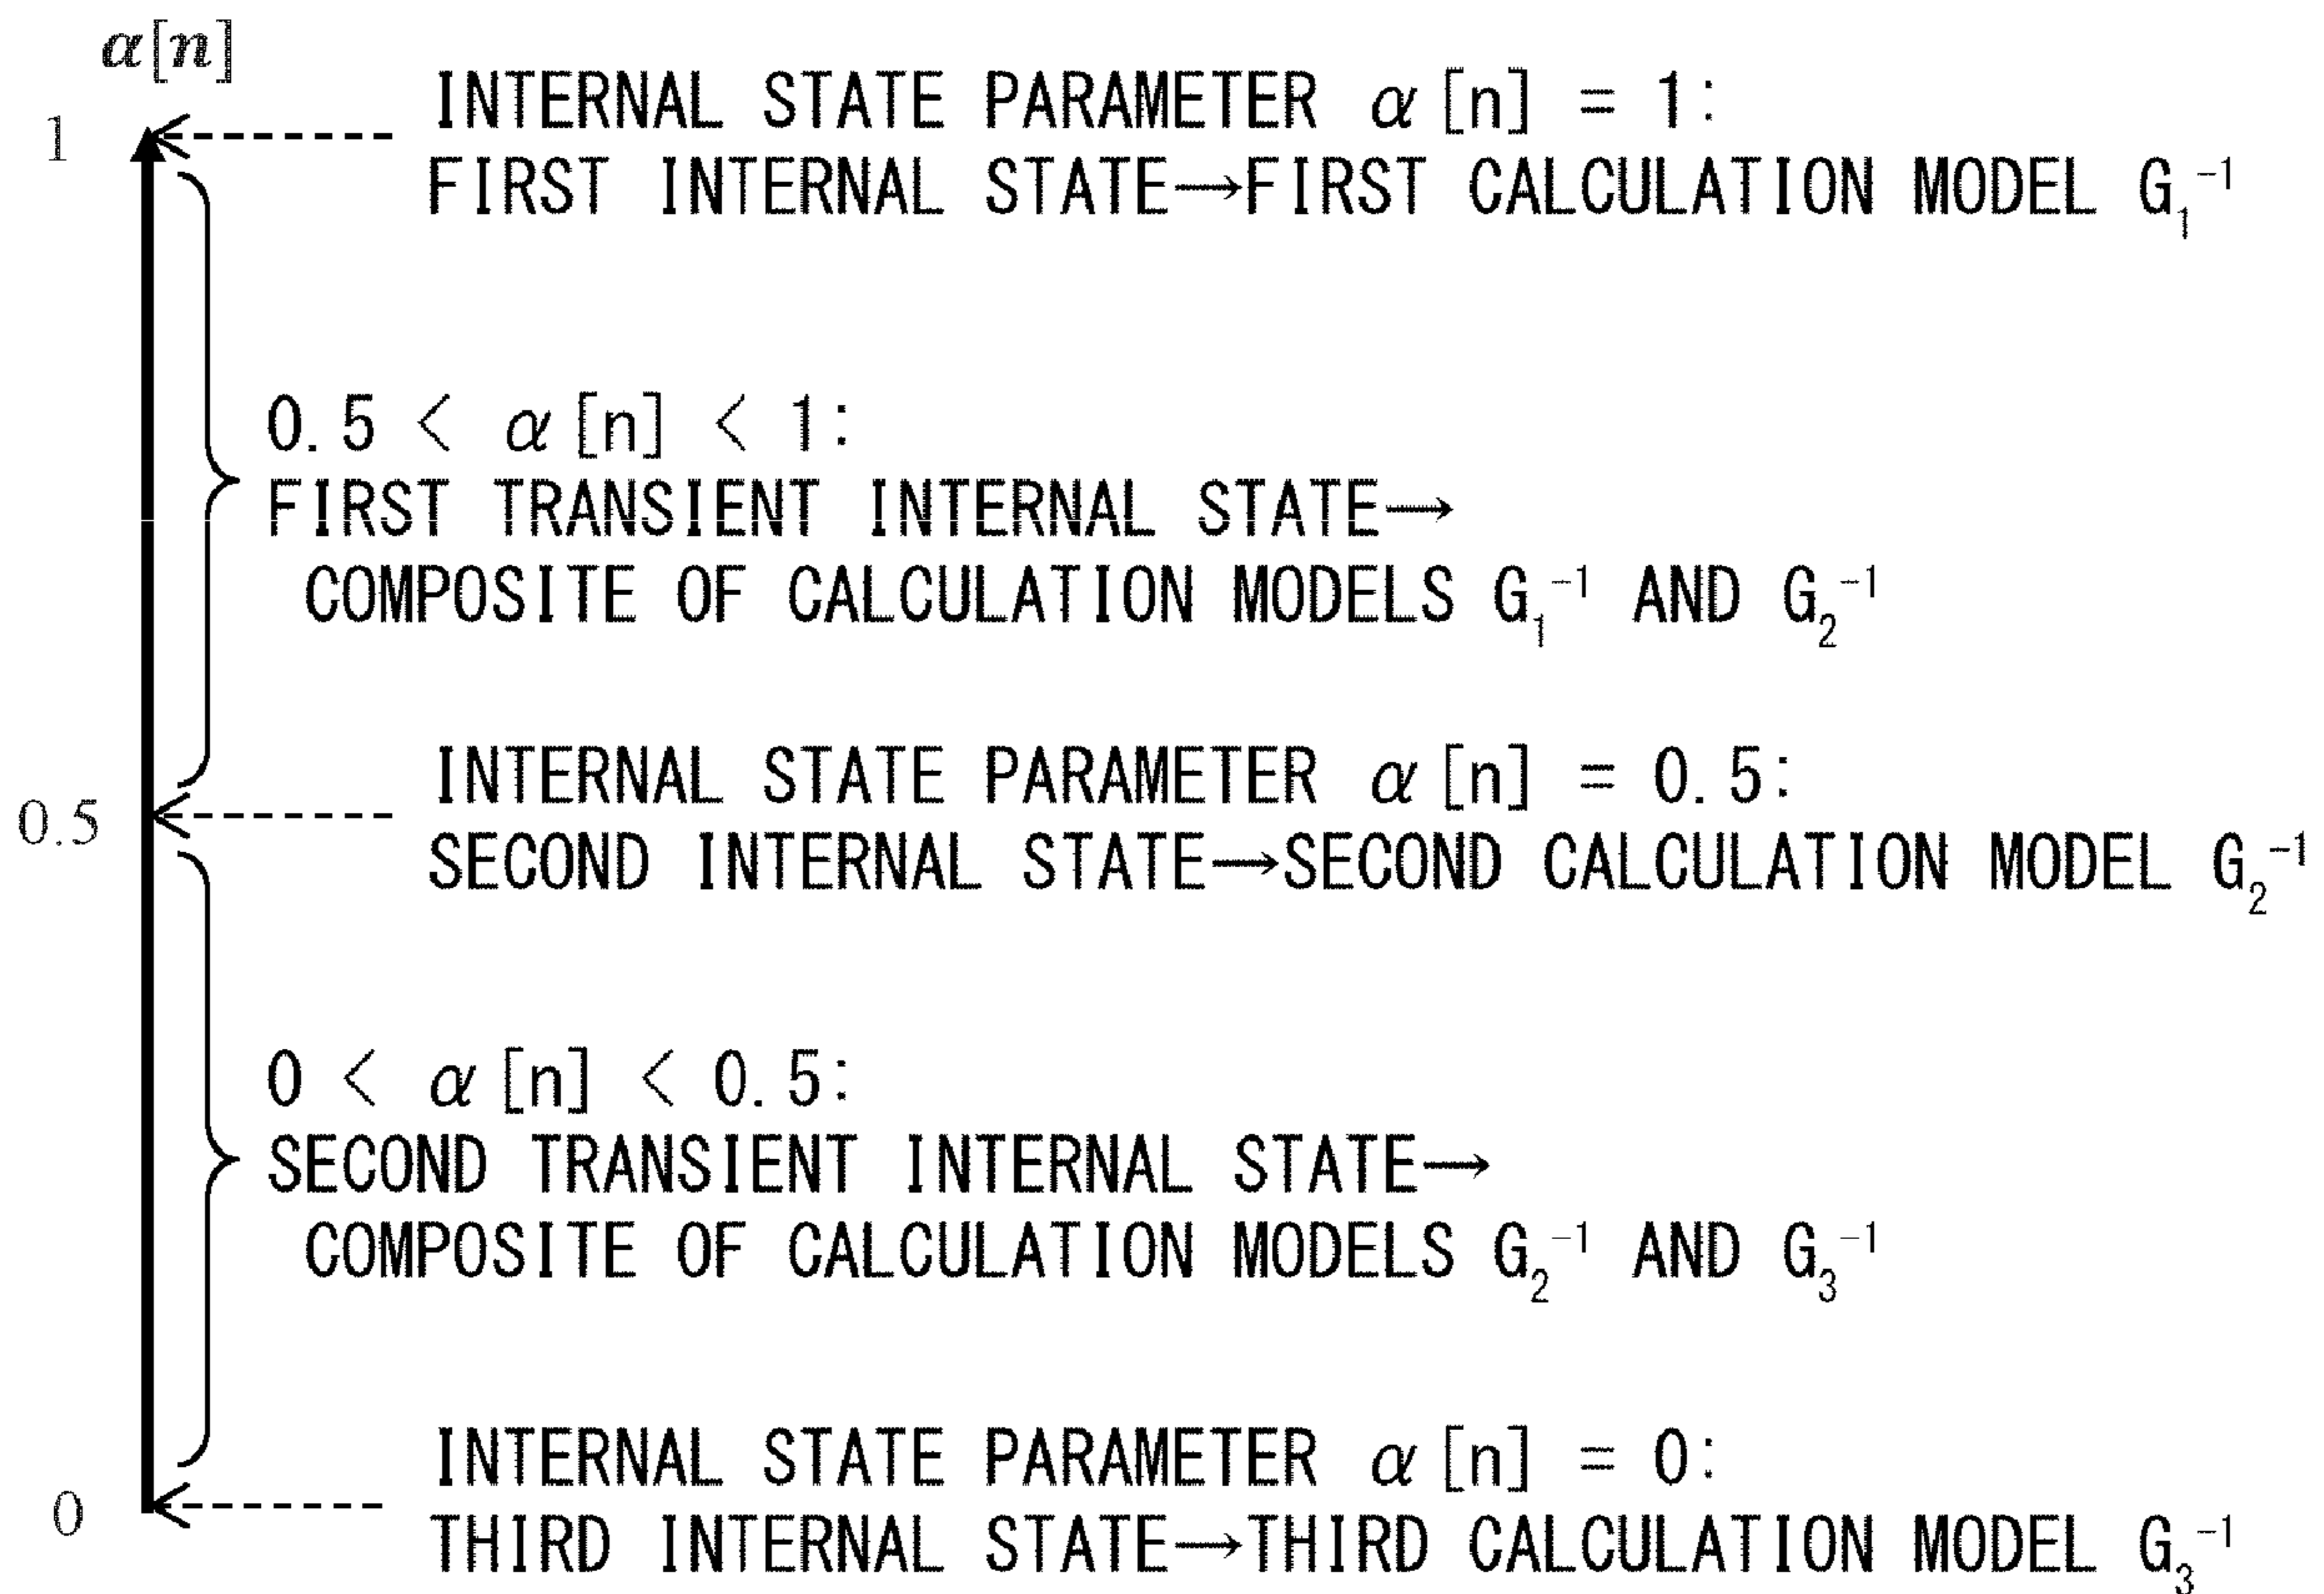 α[n]
1
INTERNAL STATE PARAMETER α[n] = 1:
FIRST INTERNAL STATE→FIRST CALCULATION MODEL G₁⁻¹
0.5 < α[n] < 1:
FIRST TRANSIENT INTERNAL STATE→
COMPOSITE OF CALCULATION MODELS G₁⁻¹ AND G₂⁻¹
0.5
INTERNAL STATE PARAMETER α[n] = 0.5:
SECOND INTERNAL STATE→SECOND CALCULATION MODEL G₂⁻¹
0 < α[n] < 0.5:
SECOND TRANSIENT INTERNAL STATE→
COMPOSITE OF CALCULATION MODELS G₂⁻¹ AND G₃⁻¹
0
INTERNAL STATE PARAMETER α[n] = 0:
THIRD INTERNAL STATE→THIRD CALCULATION MODEL G₃⁻¹